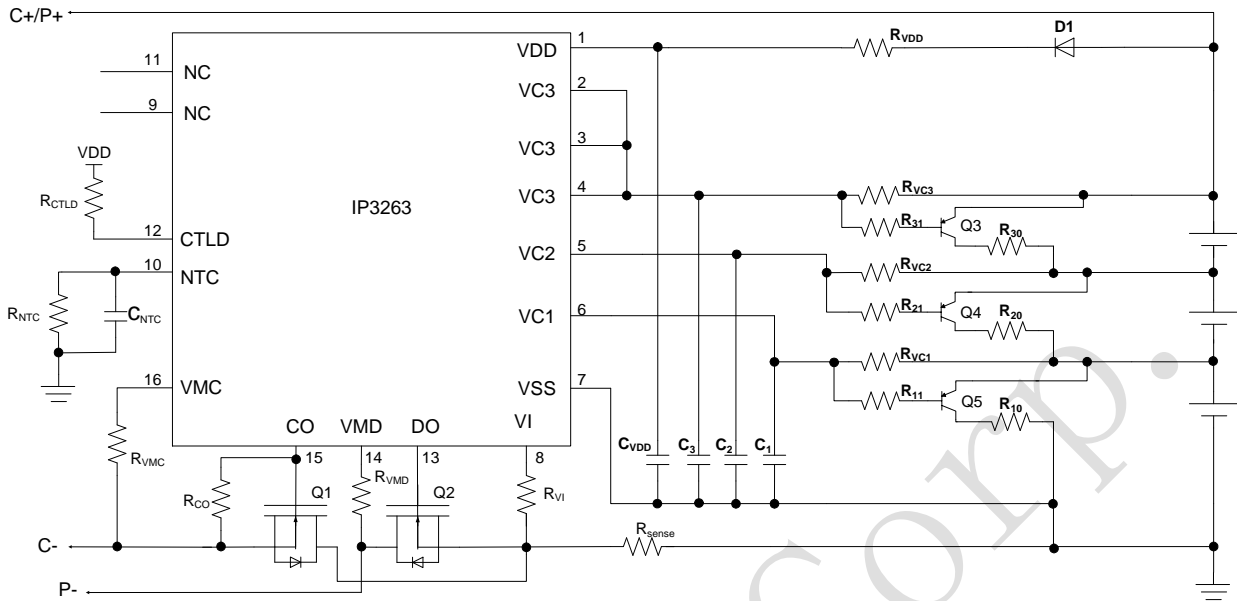 C+/P+
D1
RVDD
1
VDD
11
NC
2
VC3
9
NC
3
VC3
VDD
4
VC3
RVC3
RCTLD
IP3263
R31
Q3
R30
12
CTLD
5
VC2
RVC2
10
NTC
R21
Q4
R20
RNTC
CNTC
6
VC1
RVC1
16
VMC
7
VSS
R11
Q5
R10
CO
VMD
DO
VI
CVDD
C3
C2
C1
RVMC
15
14
13
8
RCO
Q1
RVMD
Q2
RVI
Rsense
C-
P-
Corp.